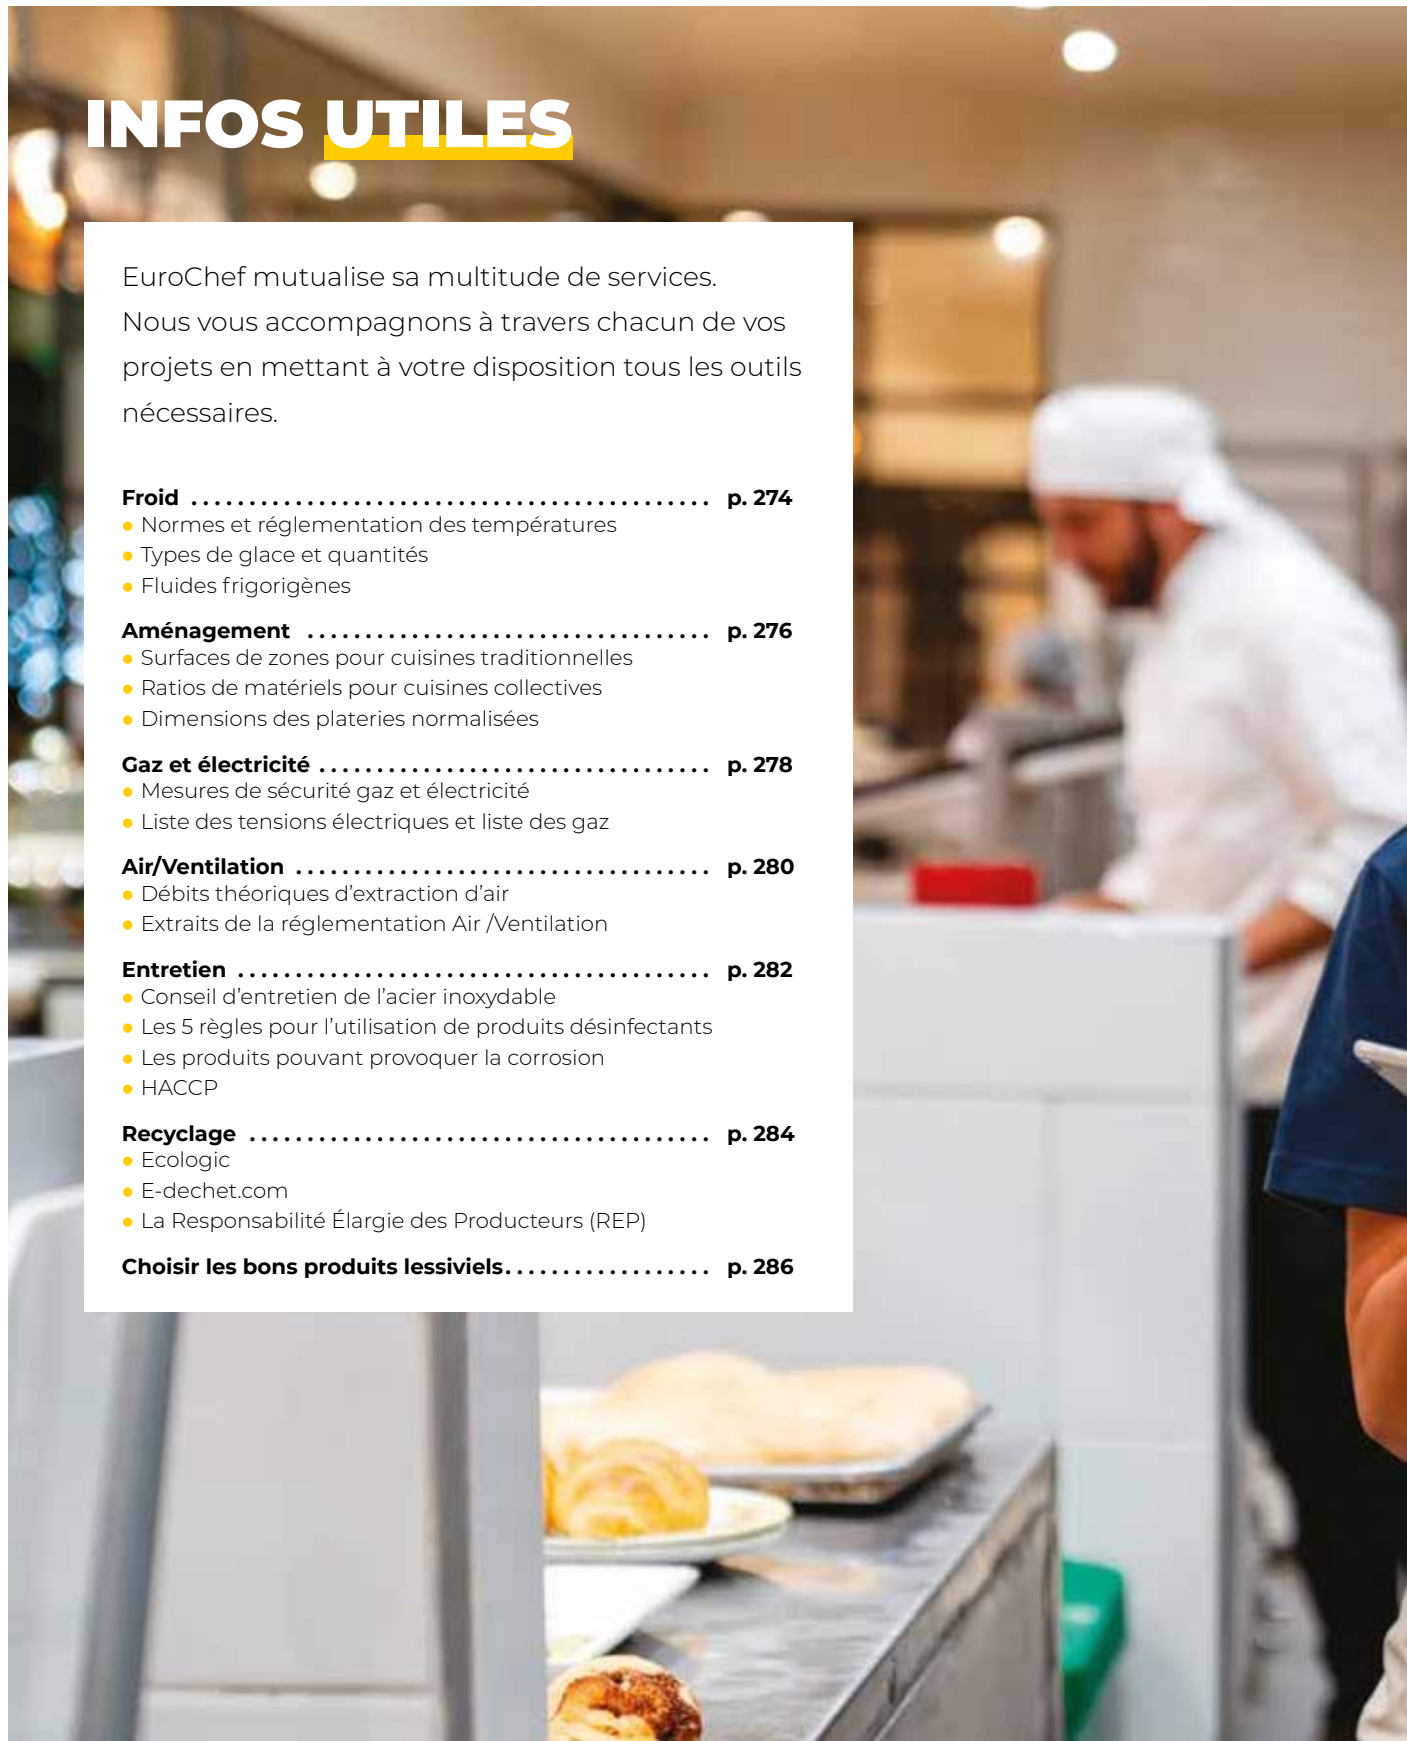 INFOS UTILES
EuroChef mutualise sa multitude de services.
Nous vous accompagnons à travers chacun de vos
projets en mettant à votre disposition tous les outils
nécessaires.
Froid ............................................. p. 274
• Normes et réglementation des températures
• Types de glace et quantités
• Fluides frigorigènes
Aménagement ................................... p. 276
• Surfaces de zones pour cuisines traditionnelles
• Ratios de matériels pour cuisines collectives
• Dimensions des plateries normalisées
Gaz et électricité .................................. p. 278
• Mesures de sécurité gaz et électricité
• Liste des tensions électriques et liste des gaz
Air/Ventilation .................................... p. 280
• Débits théoriques d’extraction d’air
• Extraits de la réglementation Air /Ventilation
Entretien ......................................... p. 282
• Conseil d’entretien de l’acier inoxydable
• Les 5 règles pour l’utilisation de produits désinfectants
• Les produits pouvant provoquer la corrosion
• HACCP
Recyclage ........................................ p. 284
• Ecologic
• E-dechet.com
• La Responsabilité Élargie des Producteurs (REP)
Choisir les bons produits lessiviels.................. p. 286